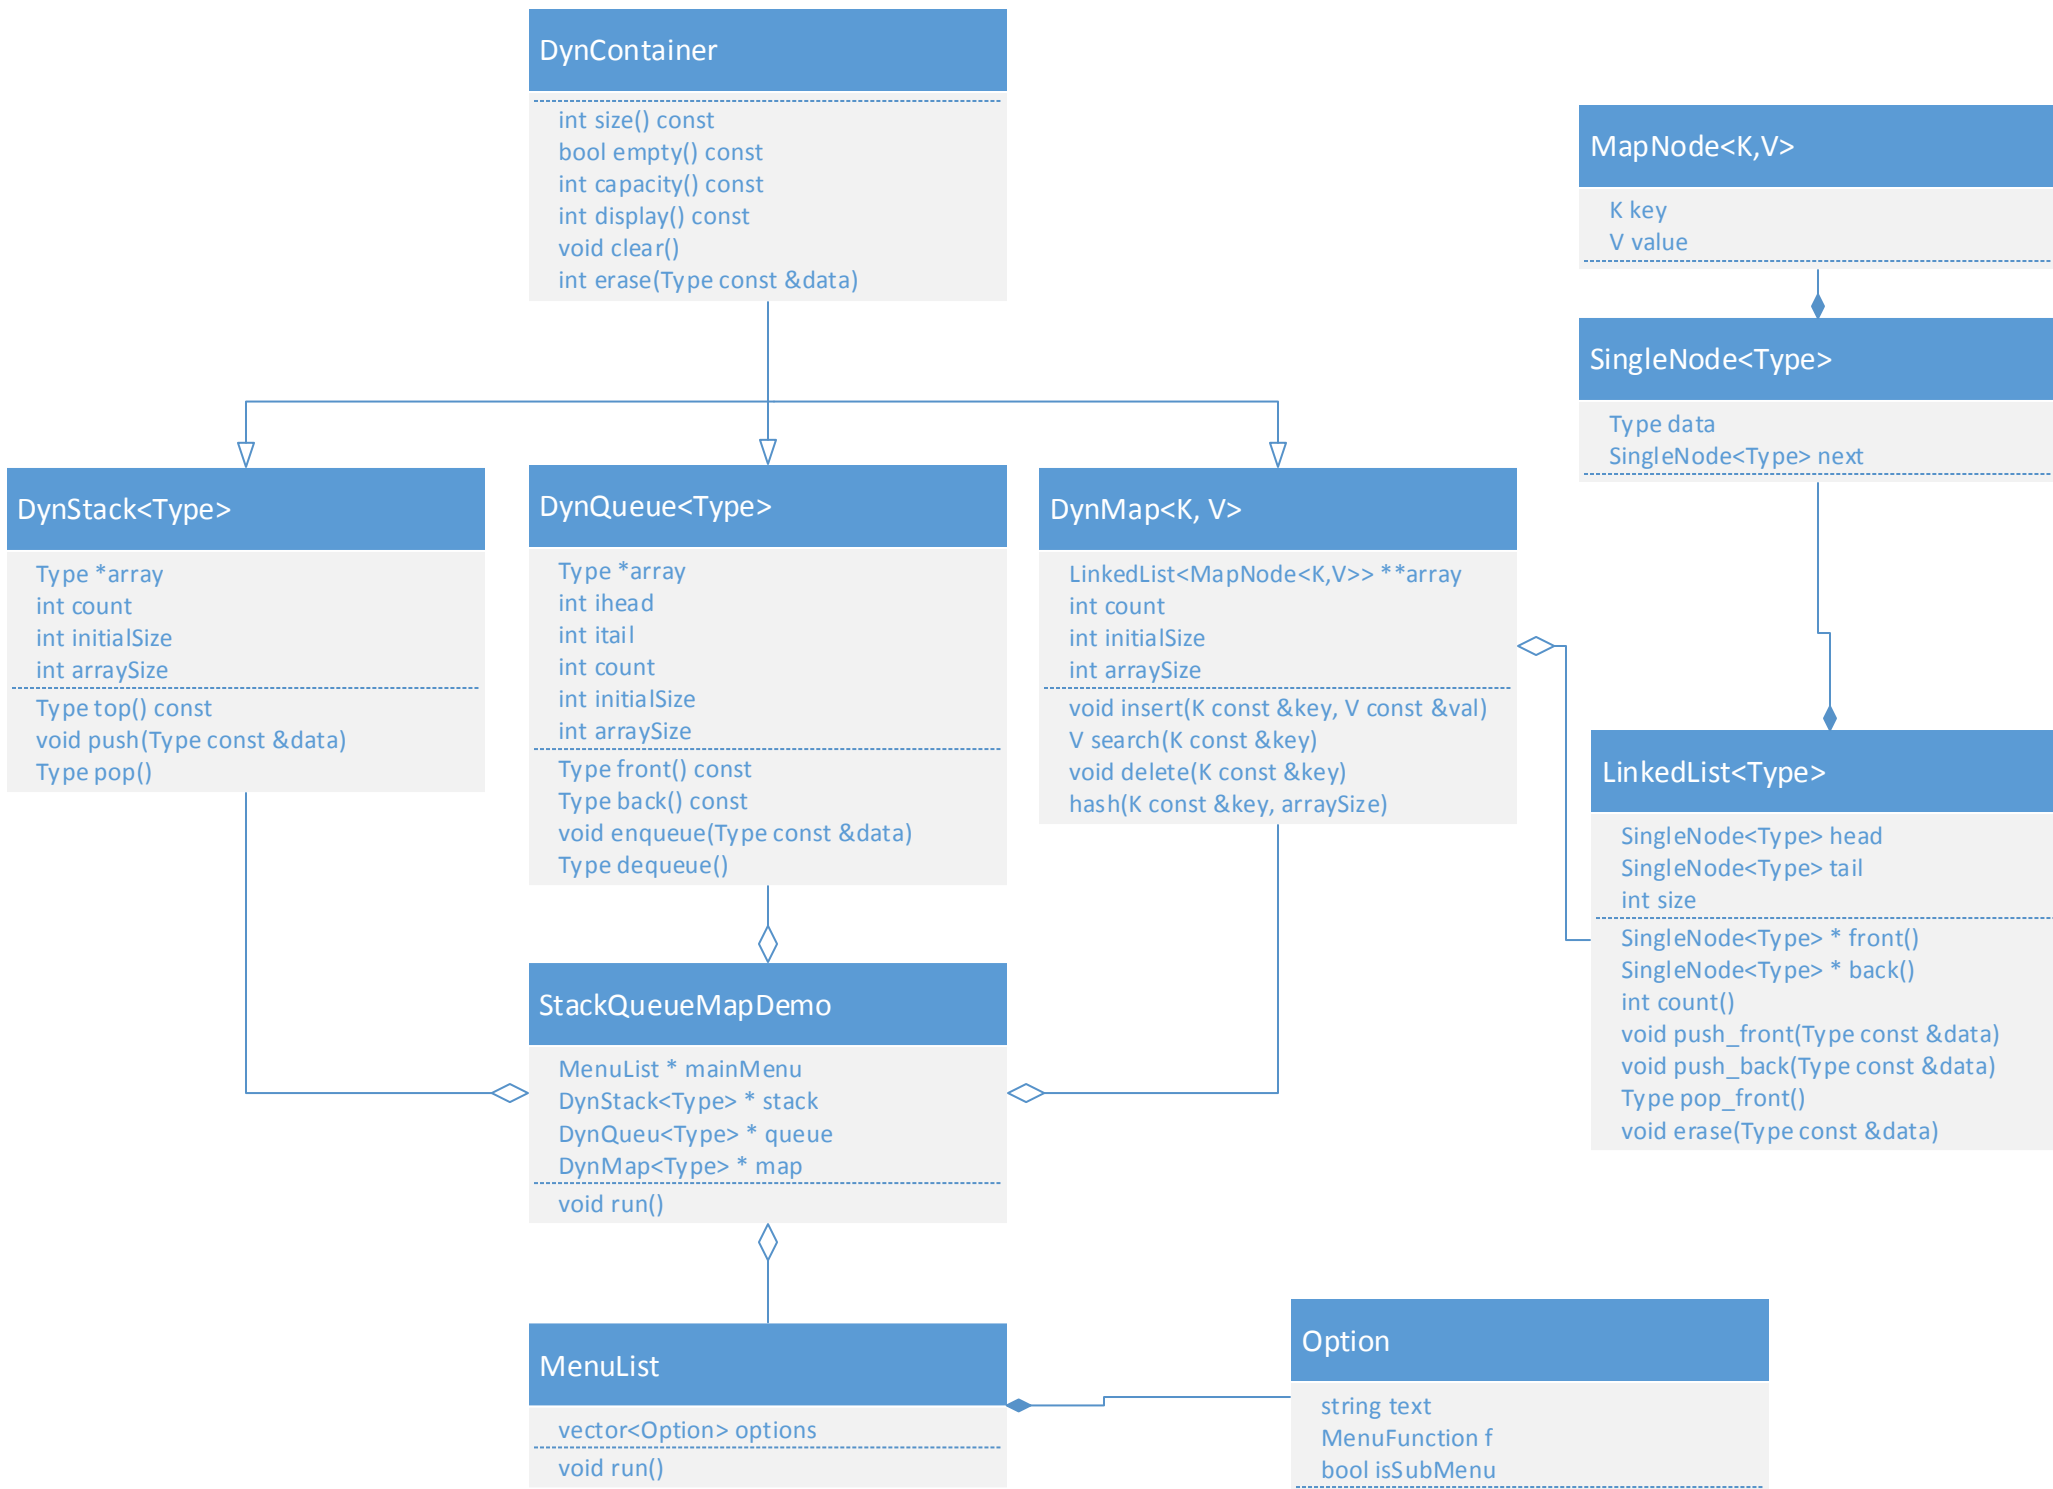 DynContainer
int size() const
bool empty() const
int capacity() const
int display() const
void clear()
int erase(Type const &data)
MapNode<K,V>
K key
V value
SingleNode<Type>
Type data
SingleNode<Type> next
DynStack<Type>
Type *array
int count
int initialSize
int arraySize
Type top() const
void push(Type const &data)
Type pop()
DynQueue<Type>
Type *array
int ihead
int itail
int count
int initialSize
int arraySize
Type front() const
Type back() const
void enqueue(Type const &data)
Type dequeue()
DynMap<K, V>
LinkedList<MapNode<K,V>> **array
int count
int initialSize
int arraySize
void insert(K const &key, V const &val)
V search(K const &key)
void delete(K const &key)
hash(K const &key, arraySize)
LinkedList<Type>
SingleNode<Type> head
SingleNode<Type> tail
int size
SingleNode<Type> * front()
SingleNode<Type> * back()
int count()
void push_front(Type const &data)
void push_back(Type const &data)
Type pop_front()
void erase(Type const &data)
StackQueueMapDemo
MenuList * mainMenu
DynStack<Type> * stack
DynQueu<Type> * queue
DynMap<Type> * map
void run()
MenuList
vector<Option> options
void run()
Option
string text
MenuFunction f
bool isSubMenu